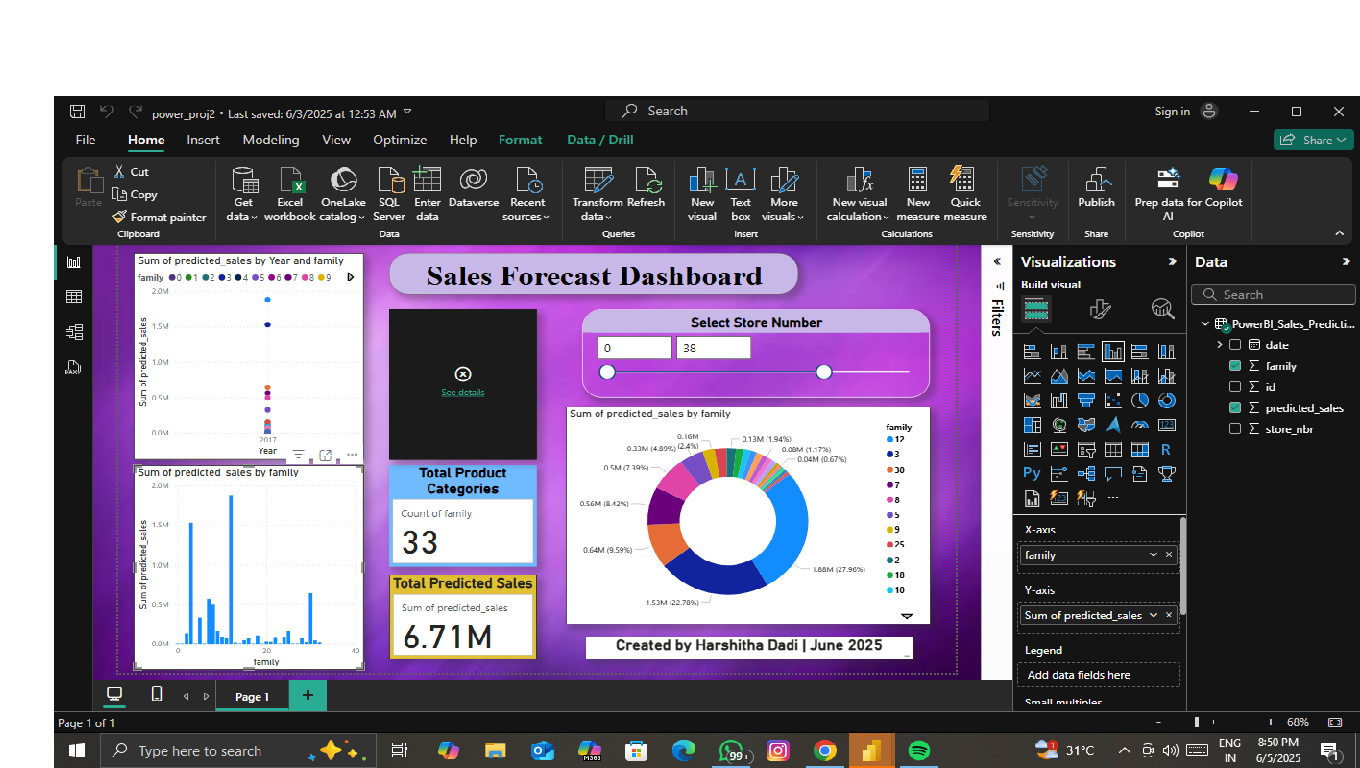 power_proj2 • Last saved: 6/3/2025 at 12:53 AM
Search
Sign in
File Home Insert Modeling View Optimize Help Format Data / Drill
Share
Paste
Cut
Copy
Format painter
Clipboard
Get data
Excel workbook
OneLake catalog
SQL Server
Enter data
Dataverse
Recent sources
Data
Transform data
Refresh
Queries
New visual
Text box
More visuals
Insert
New visual calculation
New measure
Quick measure
Calculations
Sensitivity
Sensitivity
Publish
Share
Prep data for AI
Copilot
Copilot
Sum of predicted_sales by Year and family
family 0 1 2 3 4 5 6 7 8 9
Sum of predicted_sales
2.0M
1.5M
1.0M
0.5M
0.0M
2017
Year
Sum of predicted_sales by family
Sum of predicted_sales
2.0M
1.5M
1.0M
0.5M
0.0M
0 20 40
family
Sales Forecast Dashboard
See details
Total Product Categories
Count of family
33
Total Predicted Sales
Sum of predicted_sales
6.71M
Select Store Number
0 38
Sum of predicted_sales by family
0.16M (2.4%)
0.33M (4.89%)
0.5M (7.39%)
0.56M (8.42%)
0.64M (9.59%)
1.53M (22.78%)
1.88M (27.96%)
0.13M (1.94%)
0.08M (1.17%)
0.04M (0.67%)
family
12
3
30
7
8
5
9
25
2
18
10
Created by Harshitha Dadi | June 2025
Filters
Visualizations
Build visual
X-axis
family
Y-axis
Sum of predicted_sales
Legend
Add data fields here
Small multiples
Data
Search
PowerBI_Sales_Predicti...
date
family
id
predicted_sales
store_nbr
Page 1
Page 1 of 1
68%
Type here to search
99+
31°C
ENG
IN
8:50 PM
6/5/2025
1